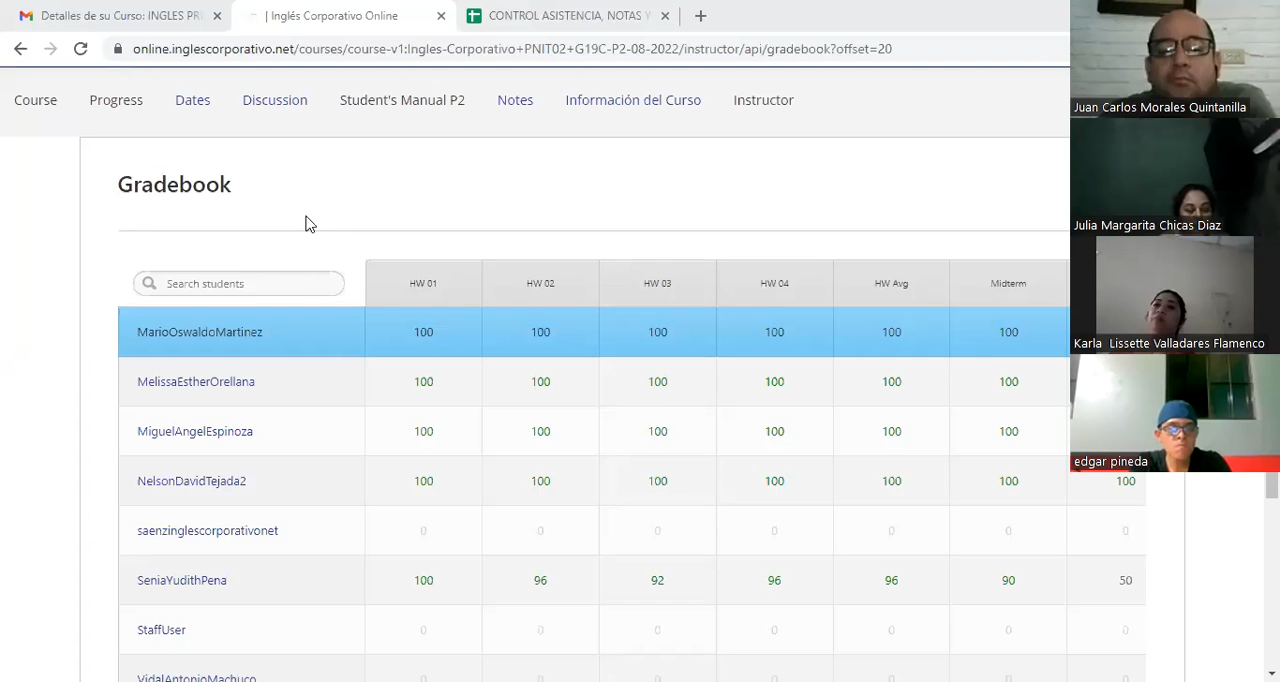 Detalles de su Curso: INGLES PRI
| Inglés Corporativo Online
CONTROL ASISTENCIA, NOTAS Y
online.inglescorporativo.net/courses/course-v1:Ingles-Corporativo+PNIT02+G19C-P2-08-2022/instructor/api/gradebook?offset=20
Course Progress Dates Discussion Student's Manual P2 Notes Información del Curso Instructor
Gradebook
Search students HW 01 HW 02 HW 03 HW 04 HW Avg Midterm
MarioOswaldoMartinez 100 100 100 100 100 100
MelissaEstherOrellana 100 100 100 100 100 100
MiguelAngelEspinoza 100 100 100 100 100 100
NelsonDavidTejada2 100 100 100 100 100 100 100
saenzinglescorporativonet 0 0 0 0 0 0 0
SeniaYudithPena 100 96 92 96 96 90 50
StaffUser 0 0 0 0 0 0 0
VidalAntonioMachuco
Juan Carlos Morales Quintanilla
Julia Margarita Chicas Diaz
Karla Lissette Valladares Flamenco
edgar pineda